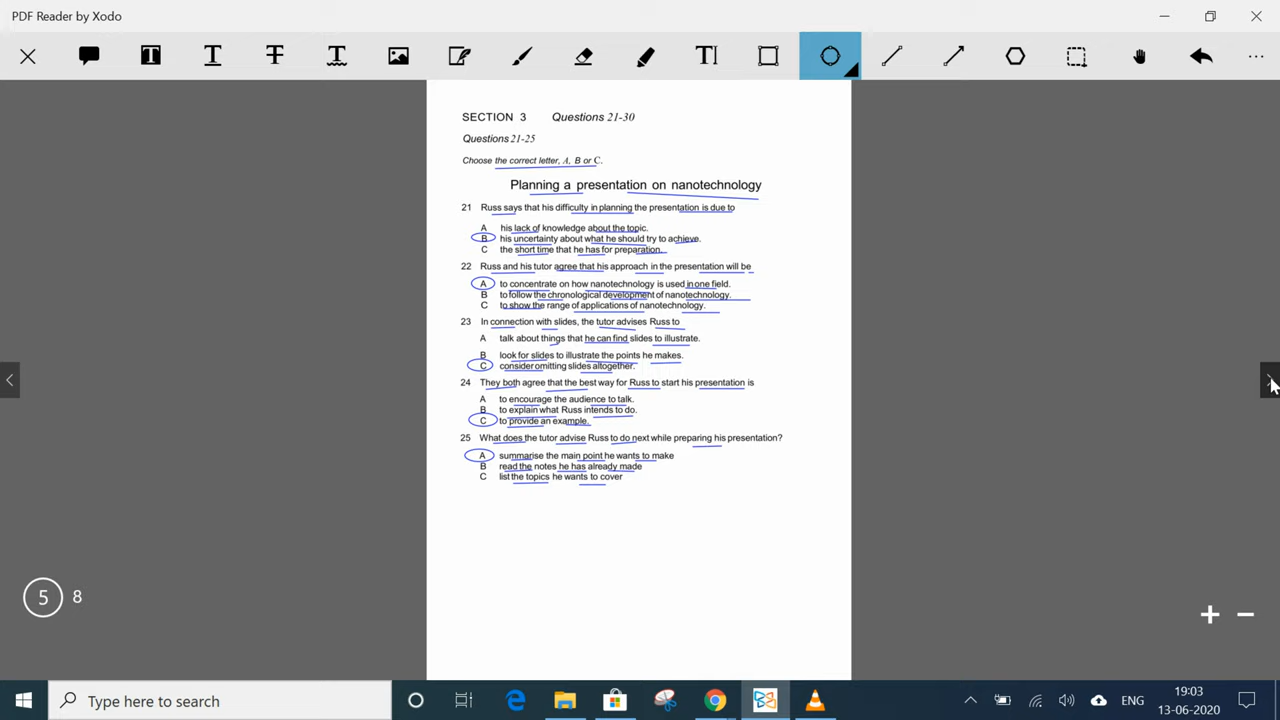 PDF Reader by Xodo
T T T T TI
SECTION 3 Questions 21-30
Questions 21-25
Choose the correct letter, A, B or C.
Planning a presentation on nanotechnology
21 Russ says that his difficulty in planning the presentation is due to
A his lack of knowledge about the topic.
B his uncertainty about what he should try to achieve.
C the short time that he has for preparation.
22 Russ and his tutor agree that his approach in the presentation will be
A to concentrate on how nanotechnology is used in one field.
B to follow the chronological development of nanotechnology.
C to show the range of applications of nanotechnology.
23 In connection with slides, the tutor advises Russ to
A talk about things that he can find slides to illustrate.
B look for slides to illustrate the points he makes.
C consider omitting slides altogether.
24 They both agree that the best way for Russ to start his presentation is
A to encourage the audience to talk.
B to explain what Russ intends to do.
C to provide an example.
25 What does the tutor advise Russ to do next while preparing his presentation?
A summarise the main point he wants to make
B read the notes he has already made
C list the topics he wants to cover
5 8
Type here to search
ENG
19:03
13-06-2020